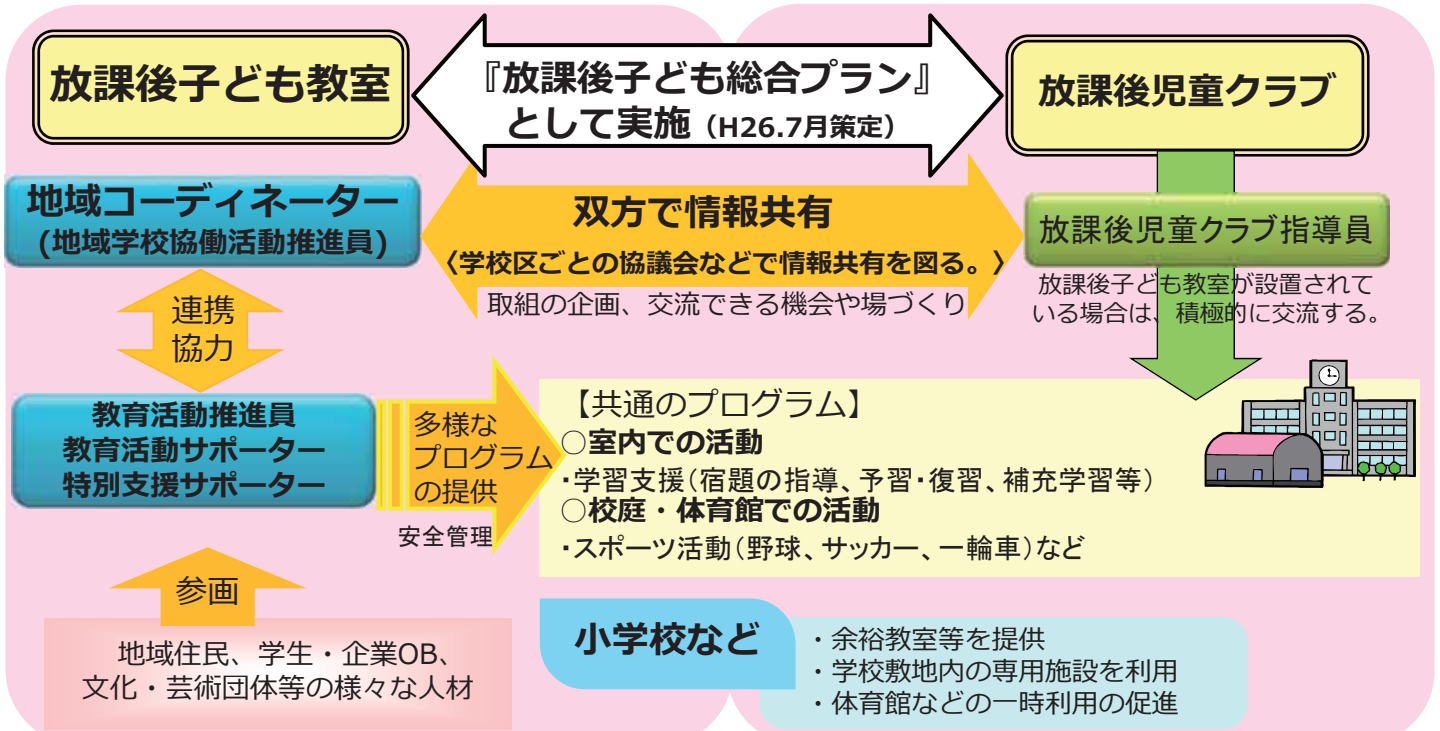 放課後子ども教室
『放課後子ども総合プラン』
として実施（H26.7月策定）
放課後児童クラブ
地域コーディネーター
(地域学校協働活動推進員)
双方で情報共有
〈学校区ごとの協議会などで情報共有を図る。〉
取組の企画、交流できる機会や場づくり
放課後児童クラブ指導員
放課後子ども教室が設置されて
いる場合は、積極的に交流する。
連携
協力
教育活動推進員
教育活動サポーター
特別支援サポーター
多様な
プログラム
の提供
安全管理
【共通のプログラム】
○室内での活動
・学習支援（宿題の指導、予習・復習、補充学習等）
○校庭・体育館での活動
・スポーツ活動（野球、サッカー、一輪車）など
参画
地域住民、学生・企業OB、
文化・芸術団体等の様々な人材
小学校など
・余裕教室等を提供
・学校敷地内の専用施設を利用
・体育館などの一時利用の促進